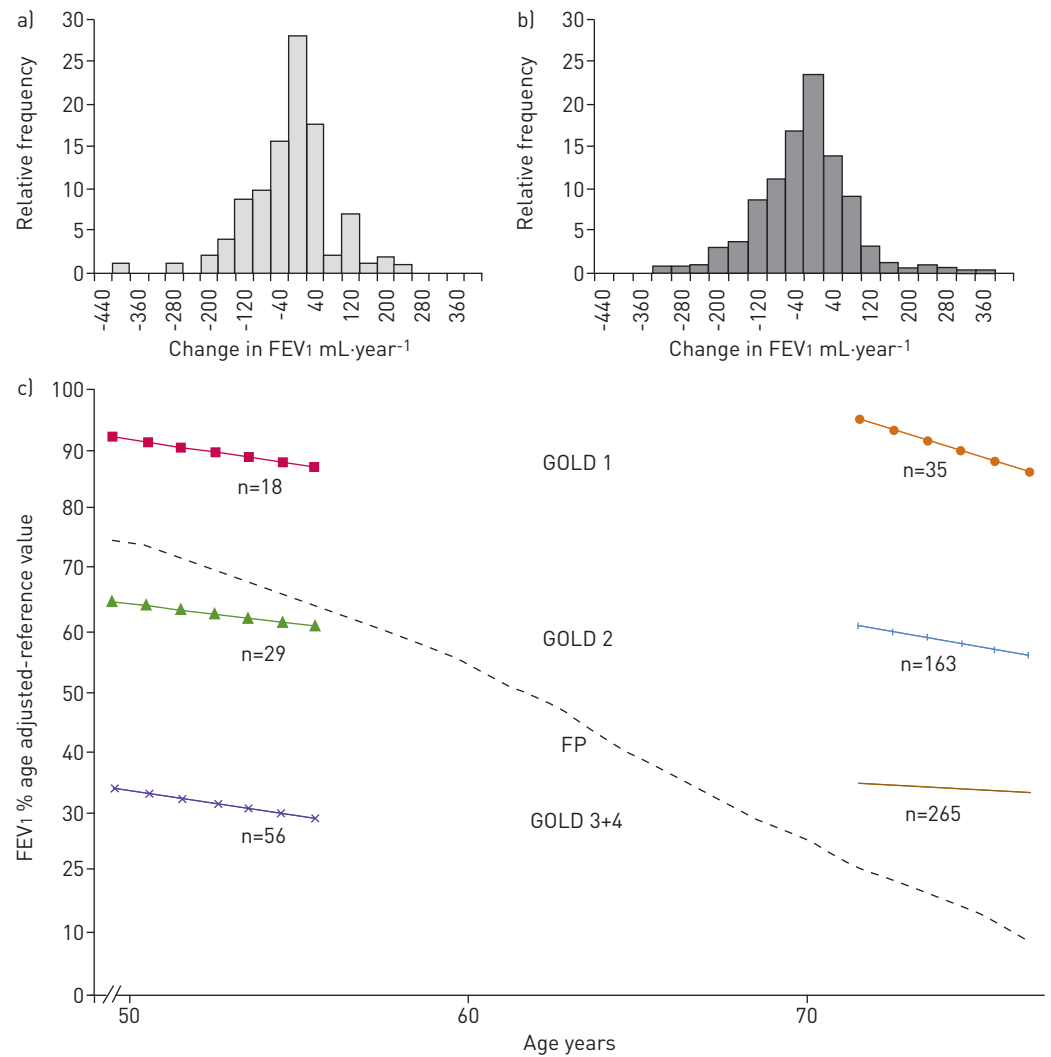 a)
30
25
20
15
10
5
0
Relative frequency
-440
-360
-280
-200
-120
-40
40
120
200
280
360
Change in FEV1 mL·year-1
b)
30
25
20
15
10
5
0
Relative frequency
-440
-360
-280
-200
-120
-40
40
120
200
280
360
Change in FEV1 mL·year-1
c)
100
90
80
70
60
50
40
30
25
10
0
FEV1 % age adjusted-reference value
GOLD 1
n=18
n=35
GOLD 2
n=29
n=163
FP
GOLD 3+4
n=56
n=265
50
60
70
Age years